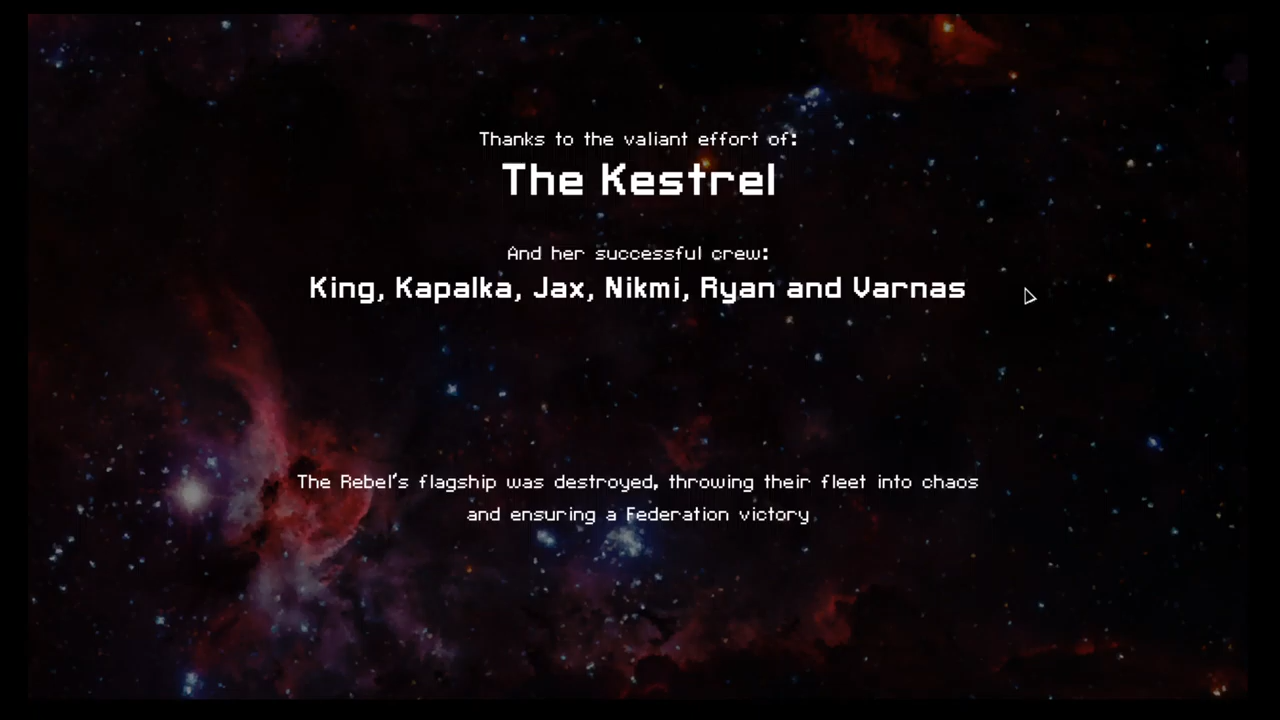 Thanks to the valiant effort of:
The Kestrel
And her successful crew:
King, Kapalka, Jax, Nikmi, Ryan and Varnas
The Rebel's flagship was destroyed, throwing their fleet into chaos
and ensuring a Federation victory